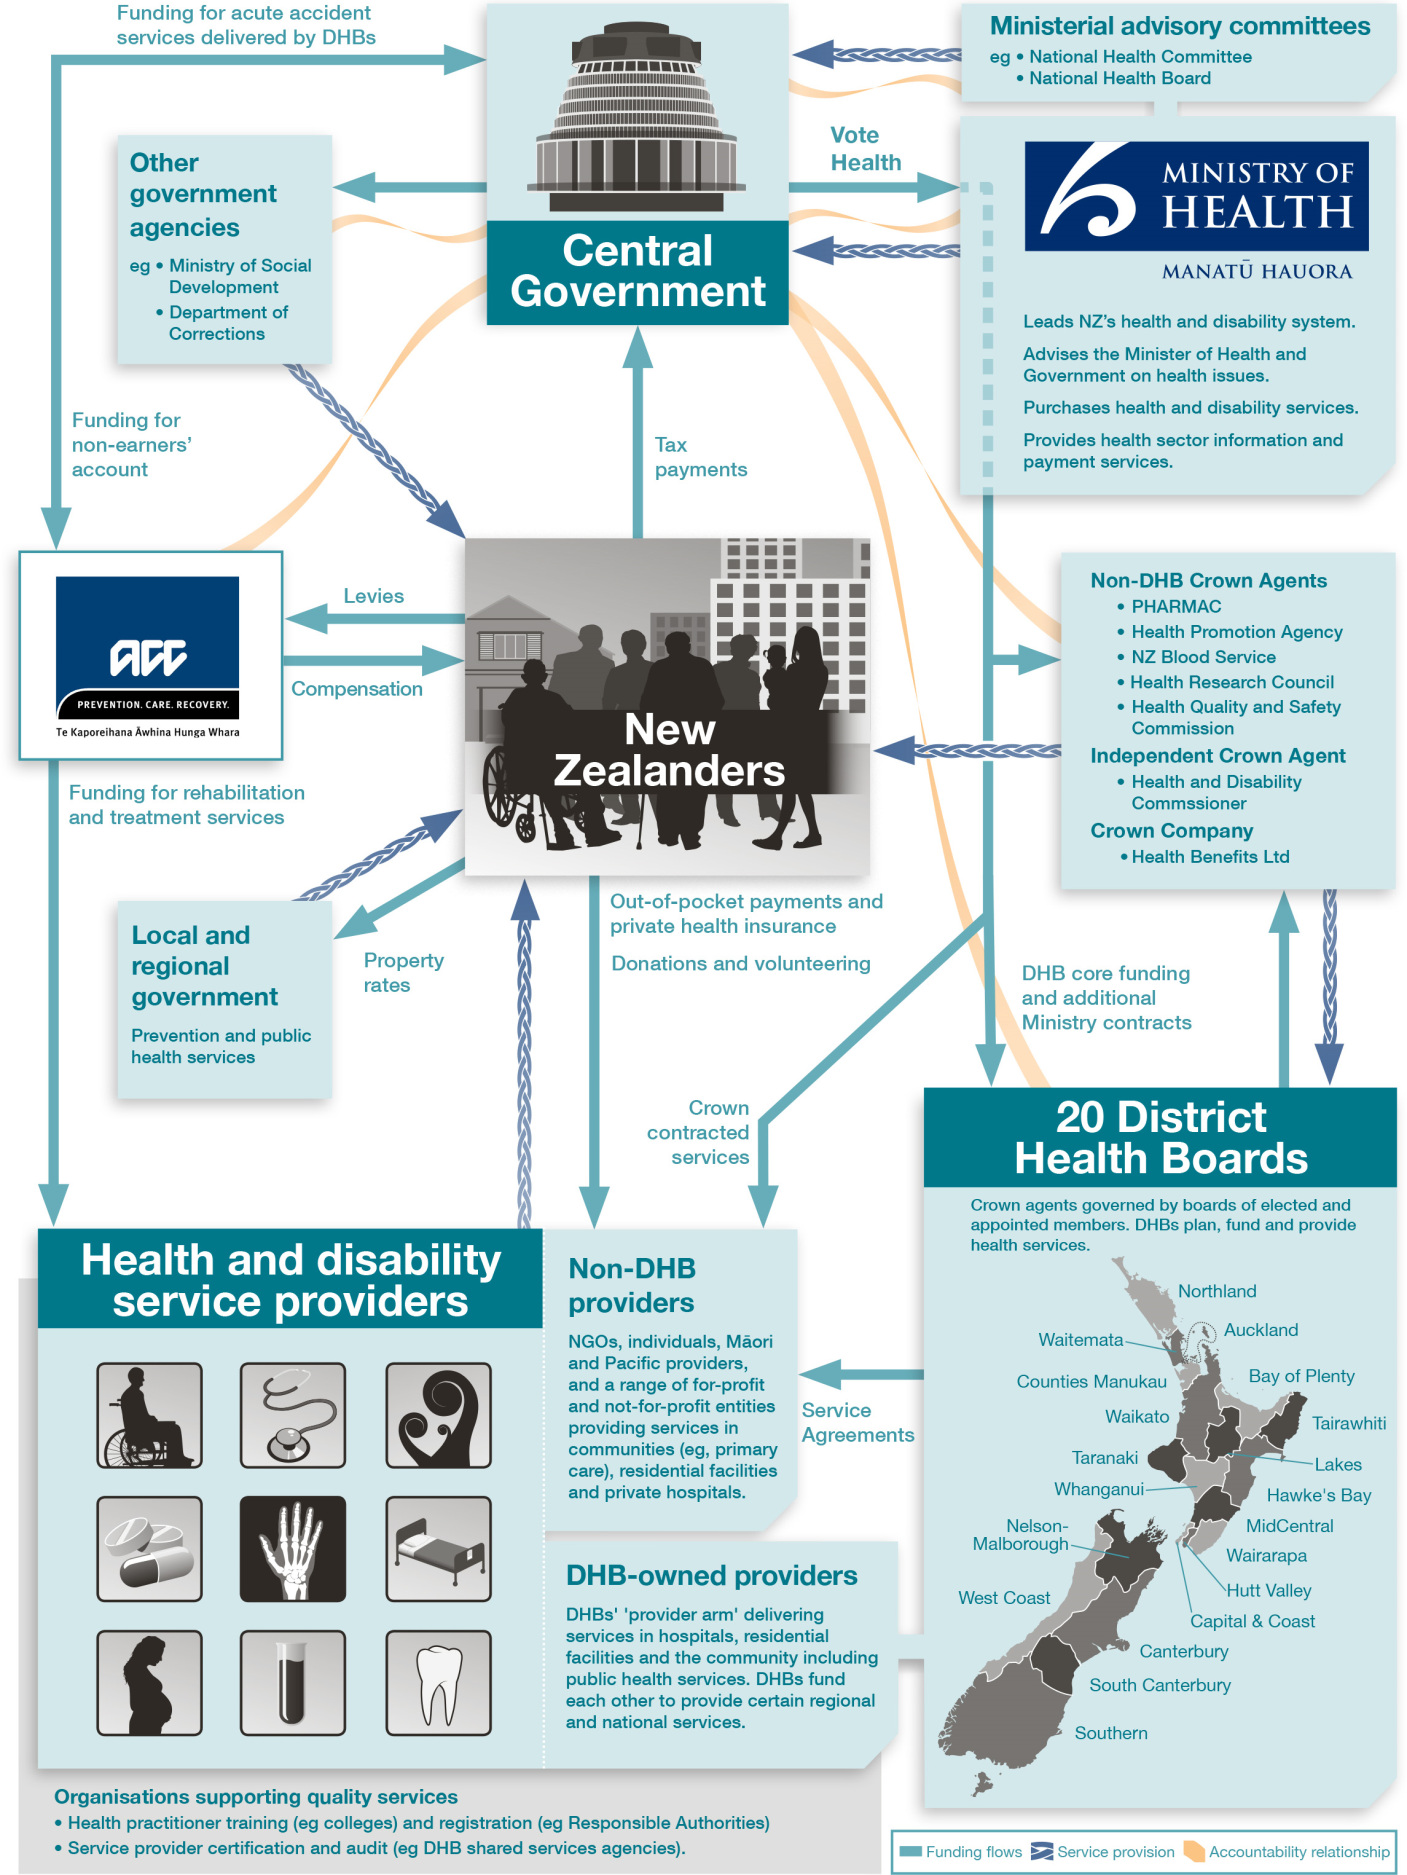 Funding for acute accident
services delivered by DHBs
Ministerial advisory committees
eg • National Health Committee
• National Health Board
Other
government
agencies
eg • Ministry of Social
Development
• Department of
Corrections
Vote
Health
Central
Government
MINISTRY OF
HEALTH
MANATŪ HAUORA
Leads NZ's health and disability system.
Advises the Minister of Health and
Government on health issues.
Purchases health and disability services.
Provides health sector information and
payment services.
Funding for
non-earners'
account
Tax
payments
ACC
PREVENTION. CARE. RECOVERY.
Te Kaporeihana Āwhina Hunga Whara
Levies
Compensation
New
Zealanders
Non-DHB Crown Agents
• PHARMAC
• Health Promotion Agency
• NZ Blood Service
• Health Research Council
• Health Quality and Safety
Commission
Independent Crown Agent
• Health and Disability
Commssioner
Crown Company
• Health Benefits Ltd
Funding for rehabilitation
and treatment services
Local and
regional
government
Prevention and public
health services
Property
rates
Out-of-pocket payments and
private health insurance
Donations and volunteering
DHB core funding
and additional
Ministry contracts
Crown
contracted
services
20 District
Health Boards
Crown agents governed by boards of elected and
appointed members. DHBs plan, fund and provide
health services.
Northland
Waitemata
Auckland
Counties Manukau
Bay of Plenty
Waikato
Tairawhiti
Taranaki
Lakes
Whanganui
Hawke's Bay
Nelson-
Malborough
MidCentral
Wairarapa
Hutt Valley
West Coast
Capital & Coast
Canterbury
South Canterbury
Southern
Health and disability
service providers
Non-DHB
providers
NGOs, individuals, Māori
and Pacific providers,
and a range of for-profit
and not-for-profit entities
providing services in
communities (eg, primary
care), residential facilities
and private hospitals.
Service
Agreements
DHB-owned providers
DHBs' 'provider arm' delivering
services in hospitals, residential
facilities and the community including
public health services. DHBs fund
each other to provide certain regional
and national services.
Organisations supporting quality services
• Health practitioner training (eg colleges) and registration (eg Responsible Authorities)
• Service provider certification and audit (eg DHB shared services agencies).
Funding flows
Service provision
Accountability relationship